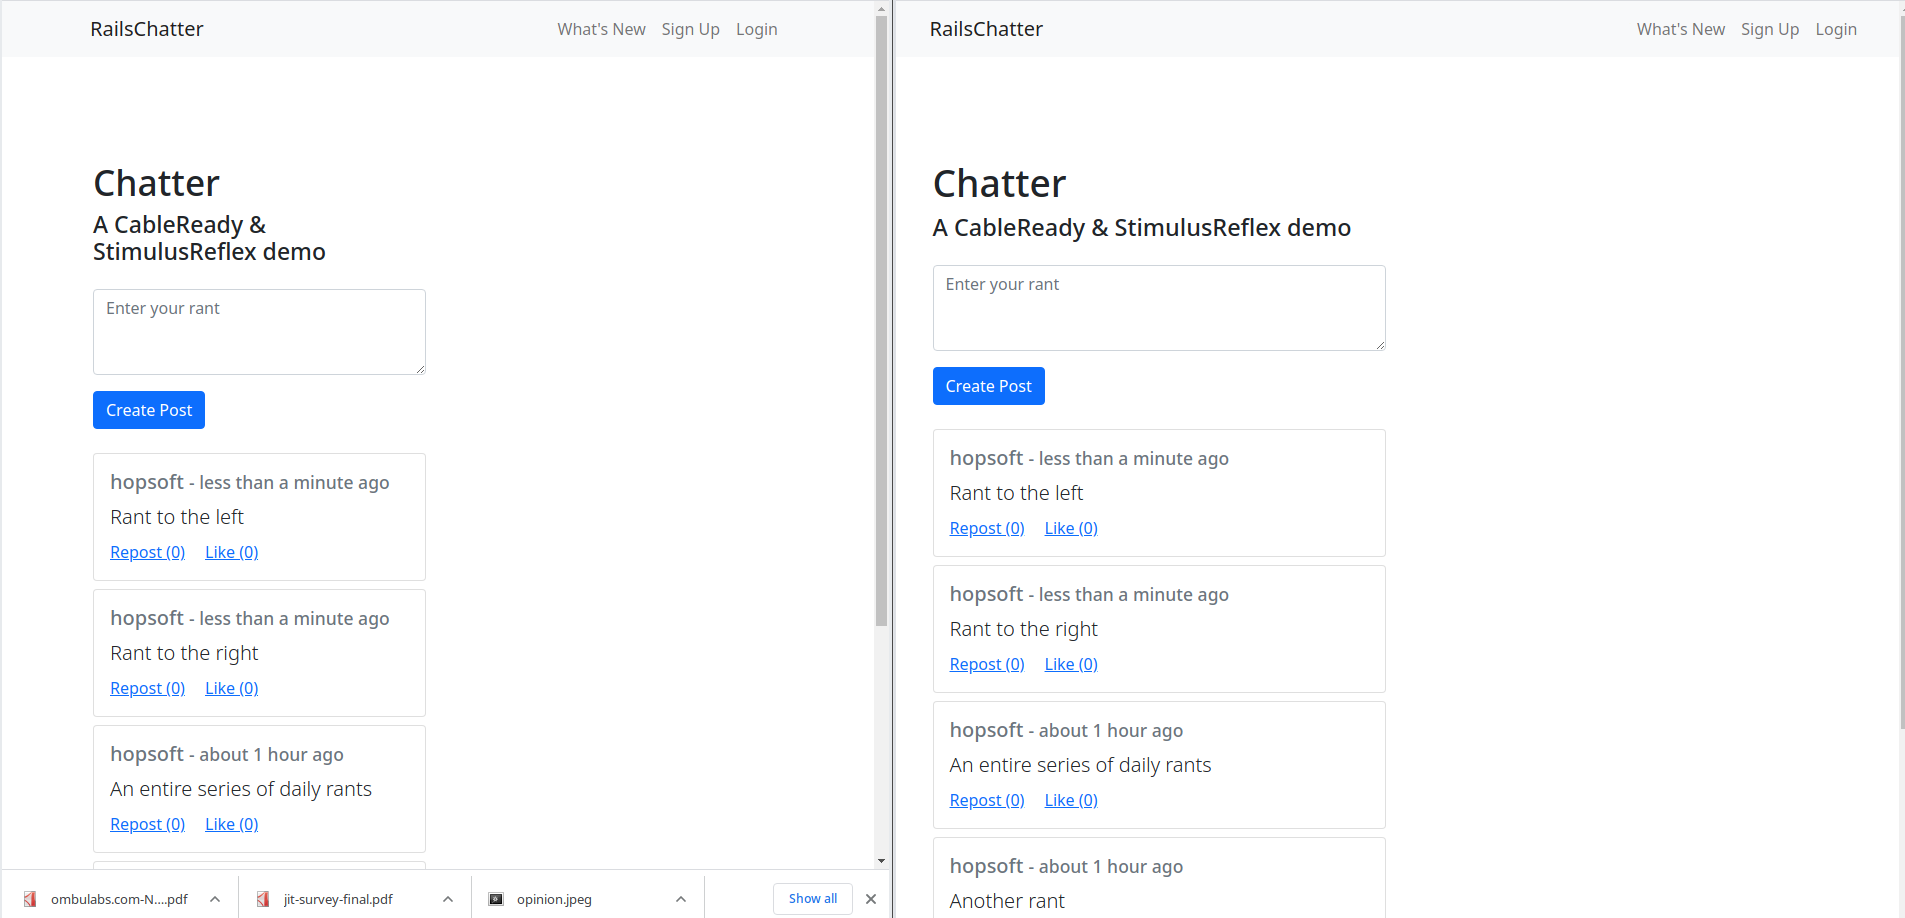 RailsChatter
What's New Sign Up Login
Chatter
A CableReady &
StimulusReflex demo
Enter your rant
Create Post
hopsoft - less than a minute ago
Rant to the left
Repost (0) Like (0)
hopsoft - less than a minute ago
Rant to the right
Repost (0) Like (0)
hopsoft - about 1 hour ago
An entire series of daily rants
Repost (0) Like (0)
ombulabs.com-N....pdf
jit-survey-final.pdf
opinion.jpeg
Show all
RailsChatter
What's New Sign Up Login
Chatter
A CableReady & StimulusReflex demo
Enter your rant
Create Post
hopsoft - less than a minute ago
Rant to the left
Repost (0) Like (0)
hopsoft - less than a minute ago
Rant to the right
Repost (0) Like (0)
hopsoft - about 1 hour ago
An entire series of daily rants
Repost (0) Like (0)
hopsoft - about 1 hour ago
Another rant